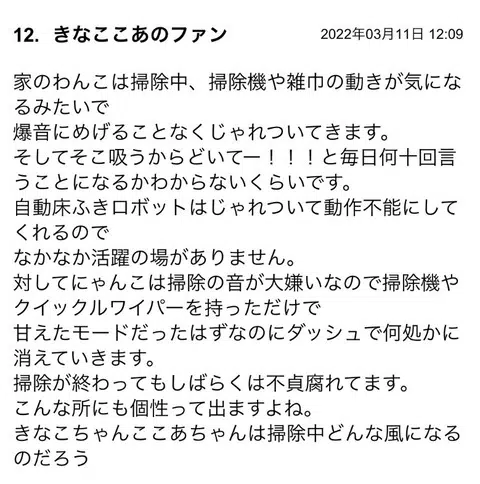 12. きなここあのファン 2022年03月11日 12:09
家のわんこは掃除中、掃除機や雑巾の動きが気にな
るみたいで
爆音にめげることなくじゃれついてきます。
そしてそこ吸うからどいてー！！！と毎日何十回言
うことになるかわからないくらいです。
自動床ふきロボットはじゃれついて動作不能にして
くれるので
なかなか活躍の場がありません。
対してにゃんこは掃除の音が大嫌いなので掃除機や
クイックルワイパーを持っただけで
甘えたモードだったはずなのにダッシュで何処かに
消えていきます。
掃除が終わってもしばらくは不貞腐れてます。
こんな所にも個性って出ますよね。
きなこちゃんここあちゃんは掃除中どんな風になる
のだろう